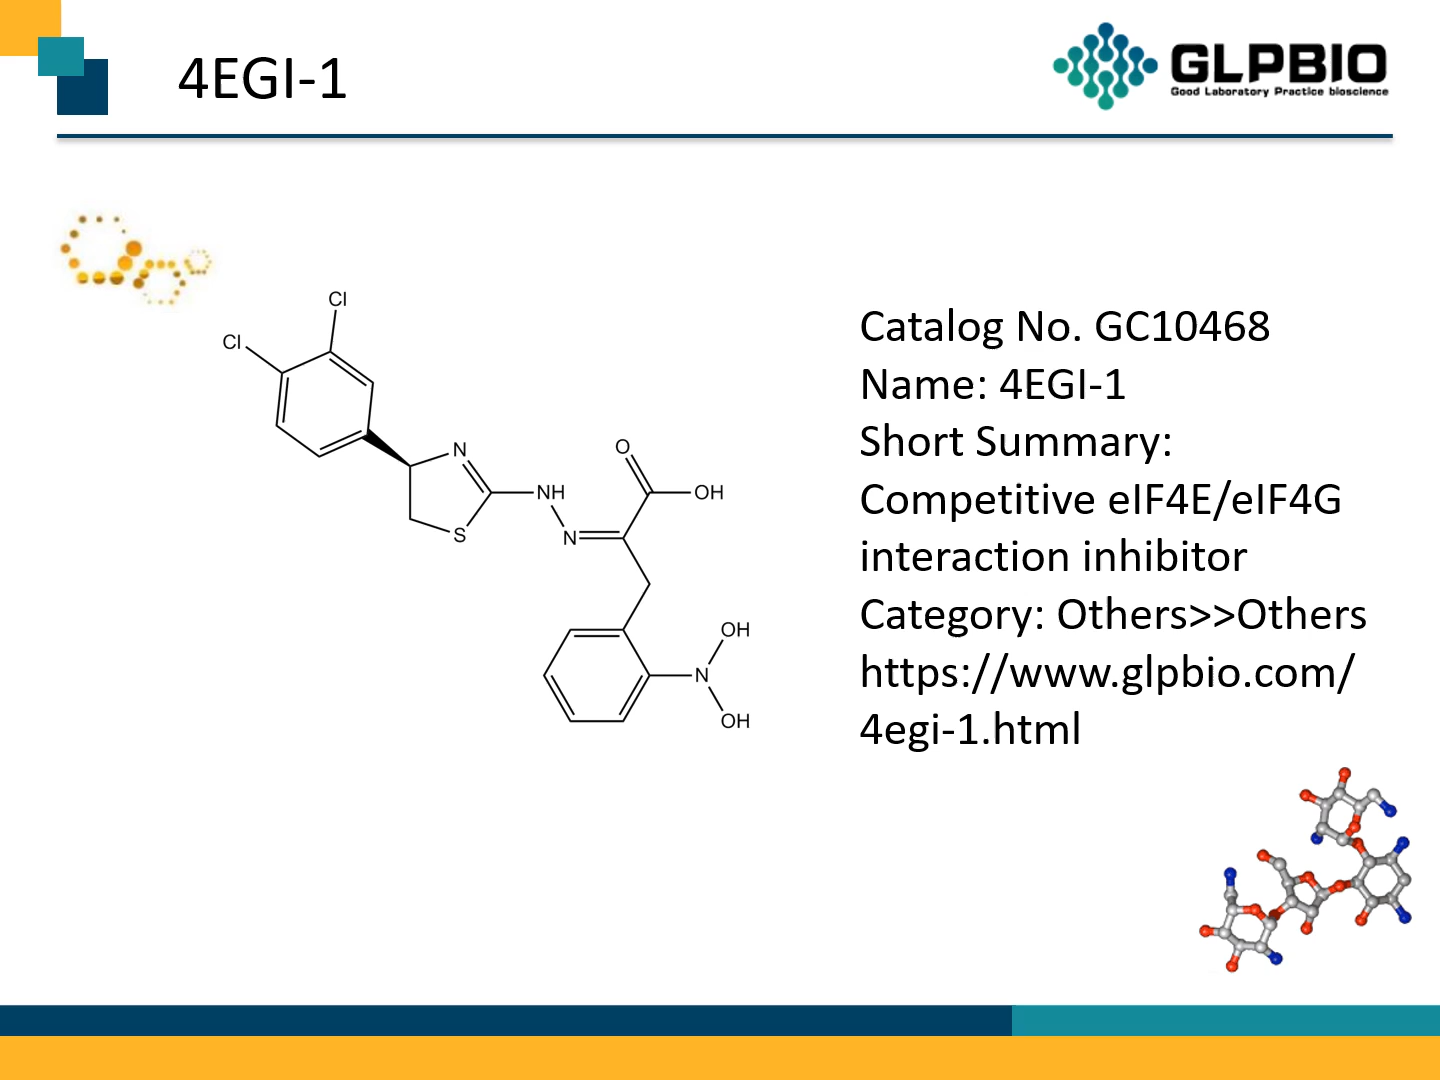 4EGI-1
GLPBIO
Good Laboratory Practice bioscience
Cl
Cl
N
S
NH
N
O
OH
OH
N
OH
Catalog No. GC10468
Name: 4EGI-1
Short Summary:
Competitive eIF4E/eIF4G
interaction inhibitor
Category: Others>>Others
https://www.glpbio.com/
4egi-1.html